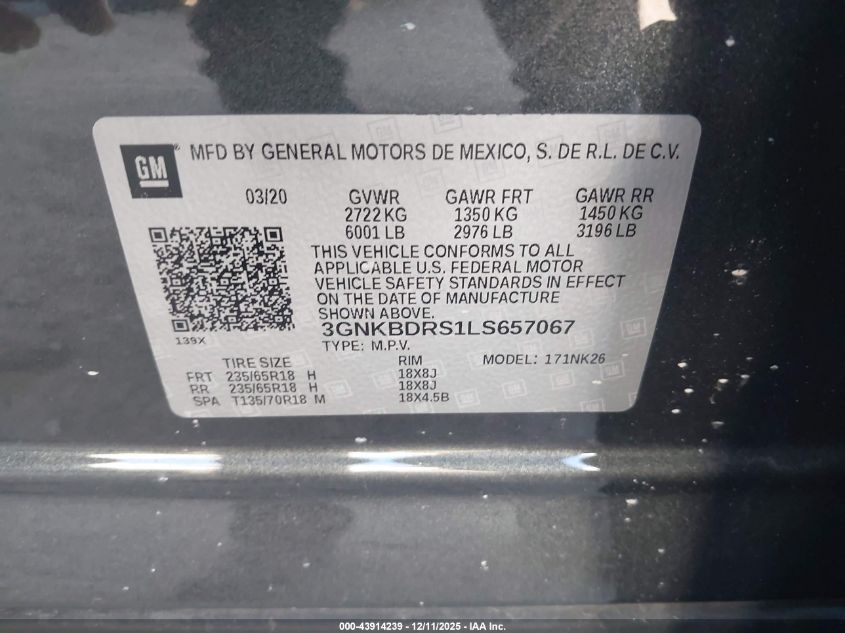 GM
MFD BY GENERAL MOTORS DE MEXICO, S. DE R.L. DE C.V.
03/20 GVWR GAWR FRT GAWR RR
2722 KG 1350 KG 1450 KG
6001 LB 2976 LB 3196 LB
THIS VEHICLE CONFORMS TO ALL
APPLICABLE U.S. FEDERAL MOTOR
VEHICLE SAFETY STANDARDS IN EFFECT
ON THE DATE OF MANUFACTURE
SHOWN ABOVE.
139X
3GNKBDRS1LS657067
TYPE: M.P.V. MODEL: 171NK26
TIRE SIZE RIM
FRT 235/65R18 H 18X8J
RR 235/65R18 H 18X8J
SPA T135/70R18 M 18X4.5B
000-43914239 - 12/11/2025 - IAA Inc.